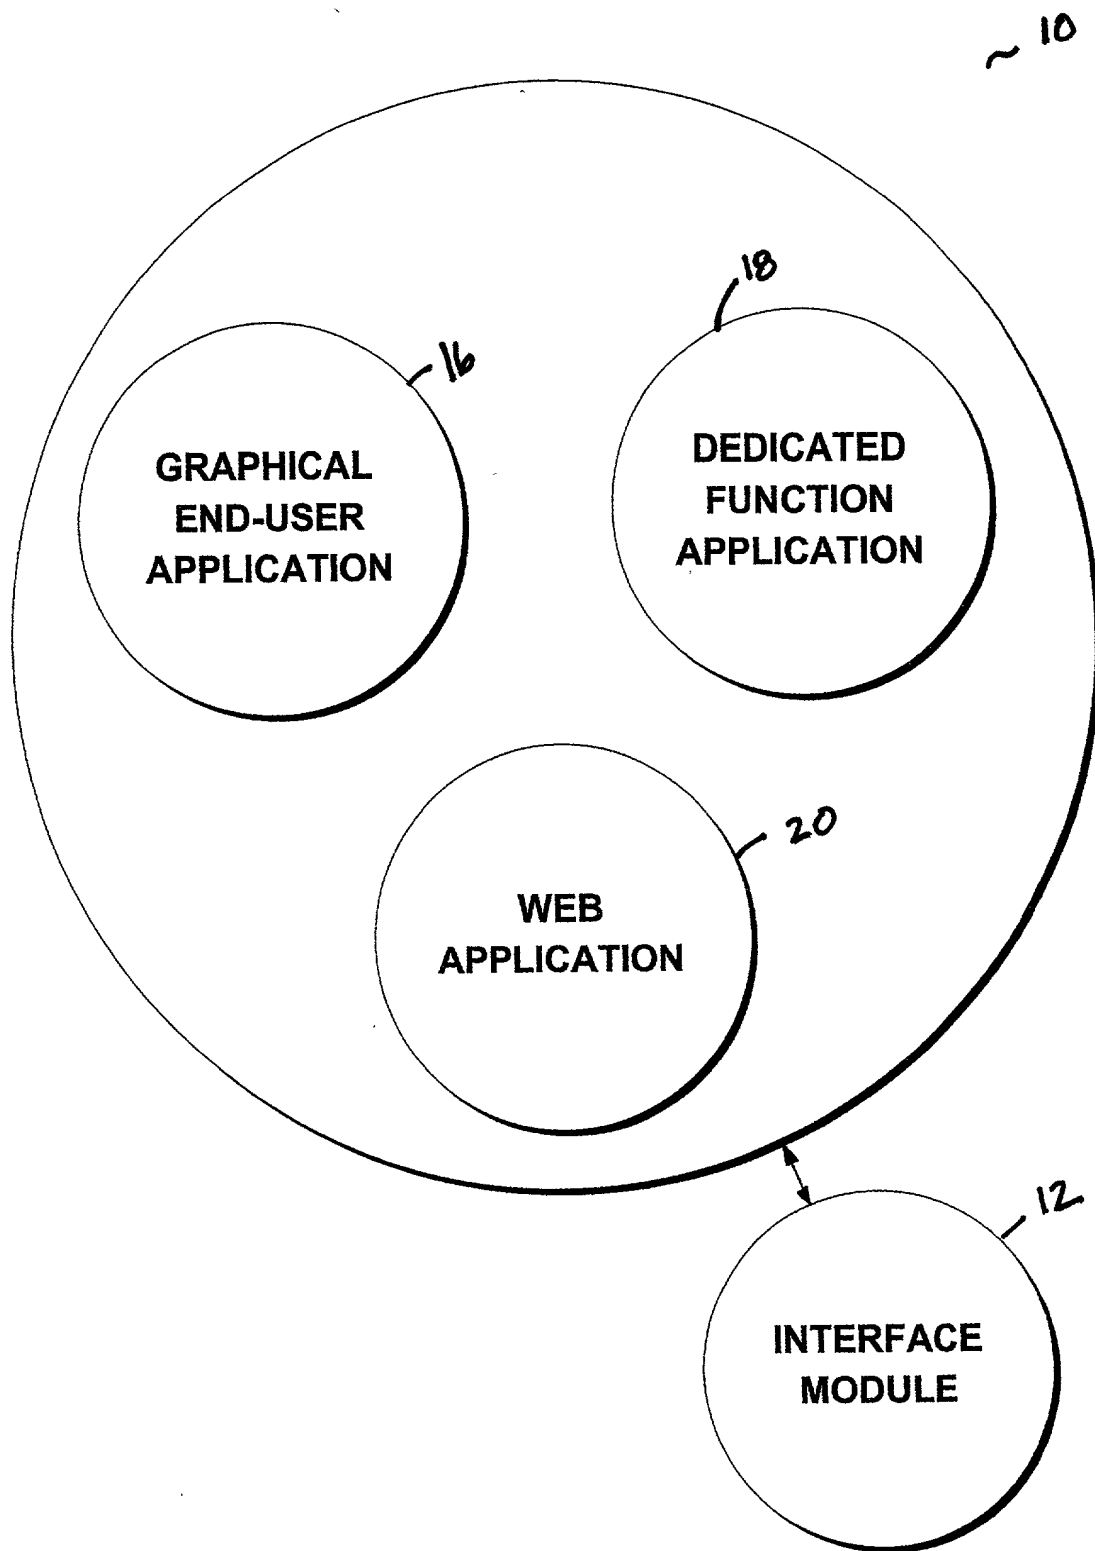 ~ 10
18
16
GRAPHICAL
END-USER
APPLICATION
DEDICATED
FUNCTION
APPLICATION
20
WEB
APPLICATION
12
INTERFACE
MODULE